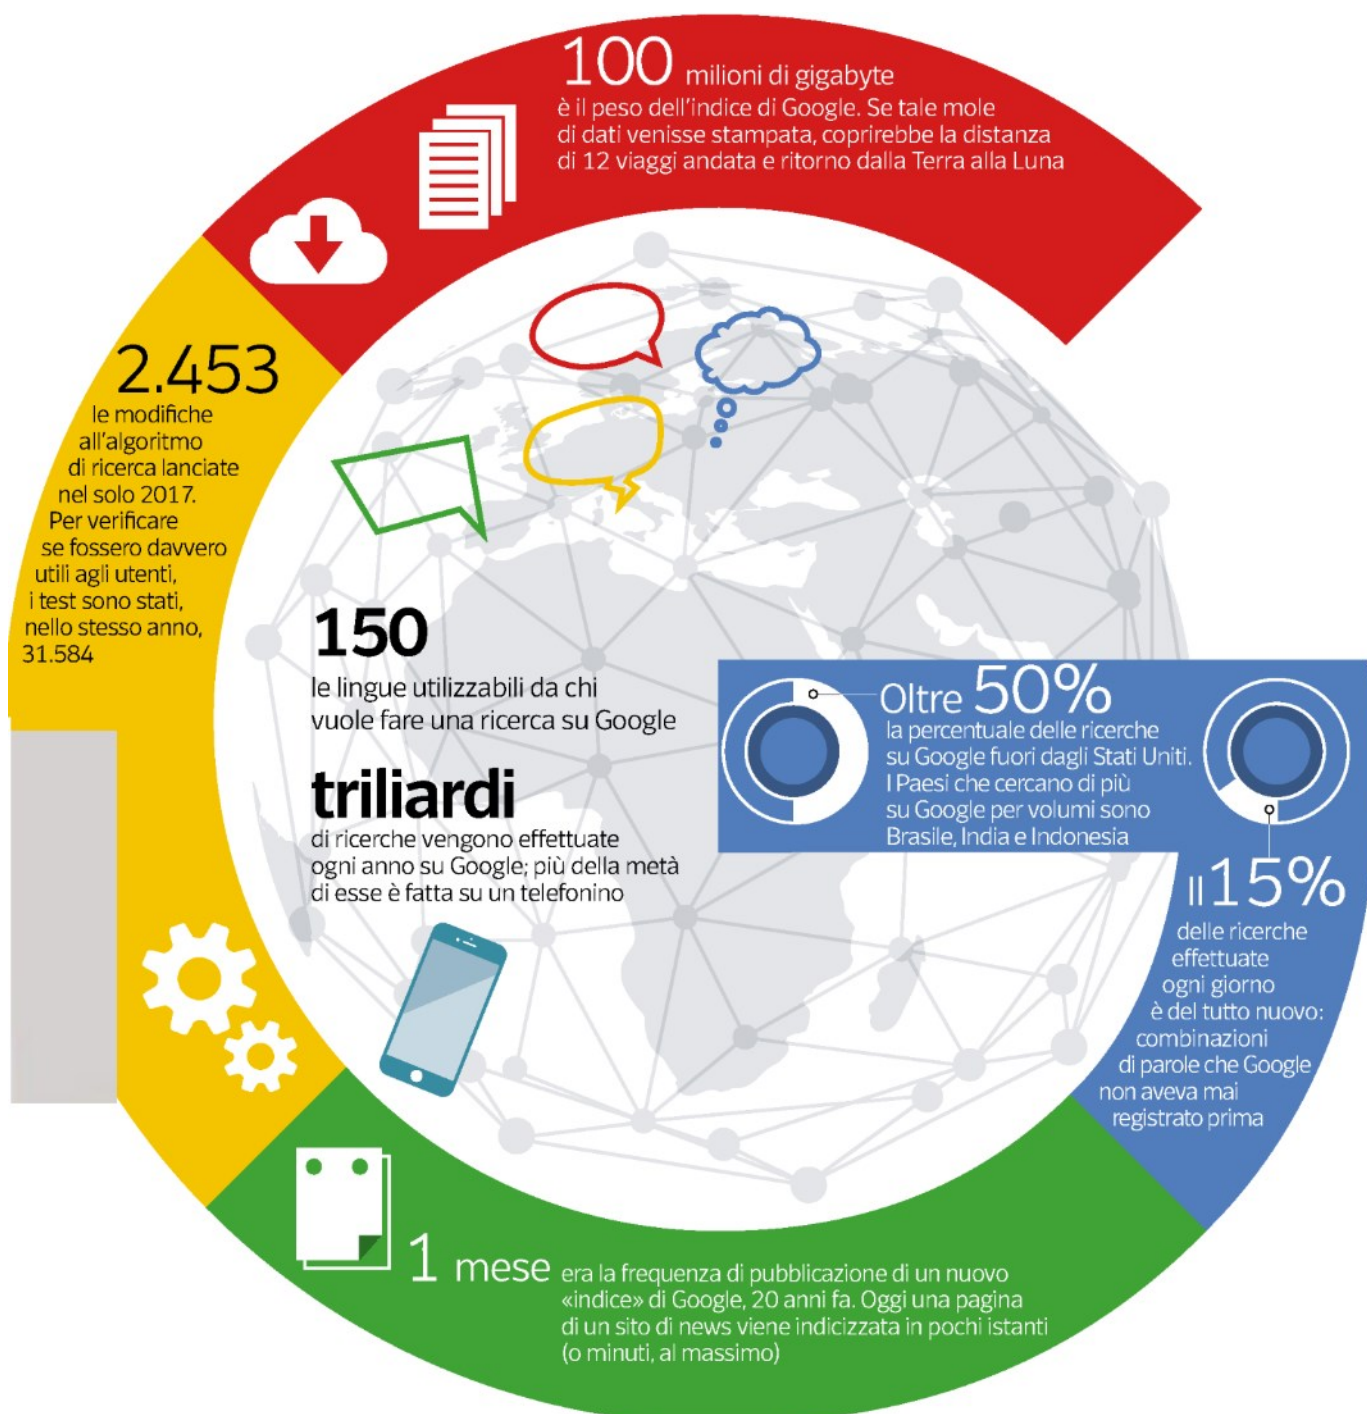 100 milioni di gigabyte
è il peso dell'indice di Google. Se tale mole
di dati venisse stampata, coprirebbe la distanza
di 12 viaggi andata e ritorno dalla Terra alla Luna
2.453
le modifiche
all'algoritmo
di ricerca lanciate
nel solo 2017.
Per verificare
se fossero davvero
utili agli utenti,
i test sono stati,
nello stesso anno,
31.584
150
le lingue utilizzabili da chi
vuole fare una ricerca su Google
triliardi
di ricerche vengono effettuate
ogni anno su Google; più della metà
di esse è fatta su un telefonino
Oltre 50%
la percentuale delle ricerche
su Google fuori dagli Stati Uniti.
I Paesi che cercano di più
su Google per volumi sono
Brasile, India e Indonesia
Il 15%
delle ricerche
effettuate
ogni giorno
è del tutto nuovo:
combinazioni
di parole che Google
non aveva mai
registrato prima
1 mese era la frequenza di pubblicazione di un nuovo
«indice» di Google, 20 anni fa. Oggi una pagina
di un sito di news viene indicizzata in pochi istanti
(o minuti, al massimo)